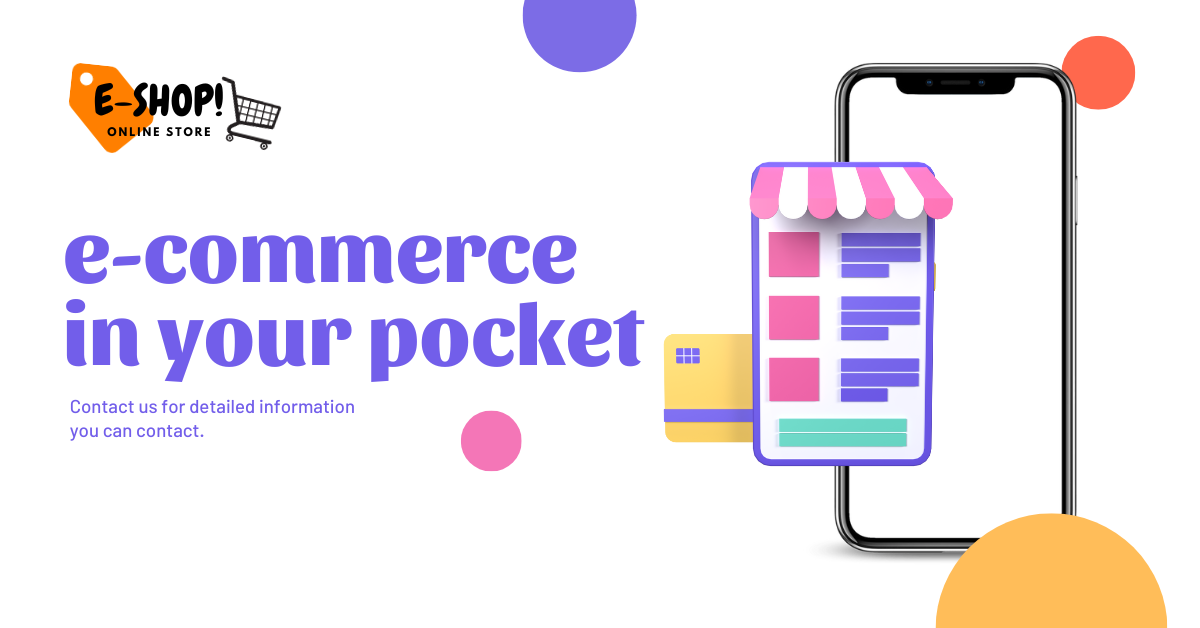 E-SHOP!
ONLINE STORE
e-commerce
in your pocket
Contact us for detailed information
you can contact.